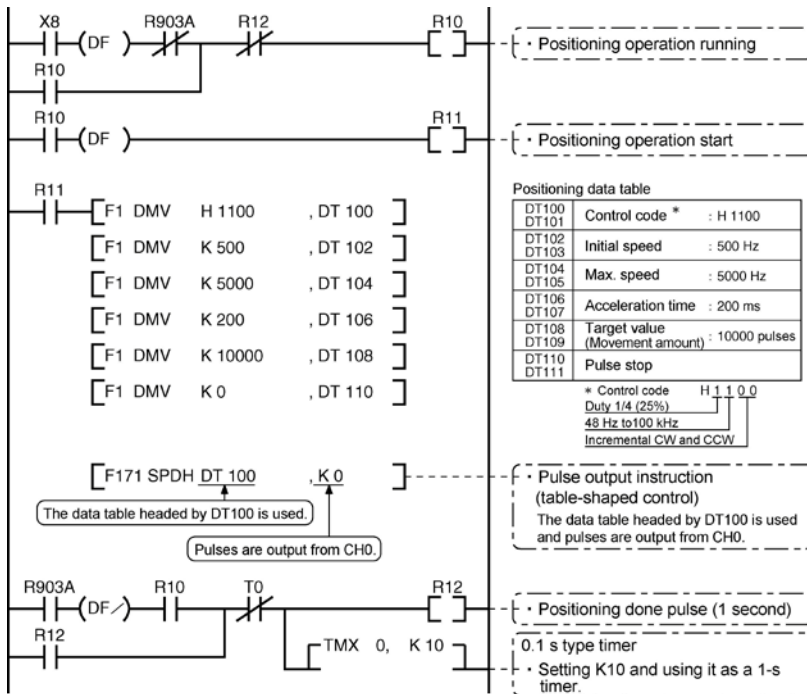 X8 R903A R12 R10
(DF )
· Positioning operation running
R10
R10 R11
(DF )
· Positioning operation start
R11
F1 DMV H 1100 , DT 100
F1 DMV K 500 , DT 102
F1 DMV K 5000 , DT 104
F1 DMV K 200 , DT 106
F1 DMV K 10000 , DT 108
F1 DMV K 0 , DT 110
Positioning data table
DT100
DT101
Control code * : H 1100
DT102
DT103
Initial speed : 500 Hz
DT104
DT105
Max. speed : 5000 Hz
DT106
DT107
Acceleration time : 200 ms
DT108
DT109
Target value
(Movement amount) : 10000 pulses
DT110
DT111
Pulse stop
* Control code H 1 1 0 0
Duty 1/4 (25%)
48 Hz to100 kHz
Incremental CW and CCW
F171 SPDH DT 100 , K 0
The data table headed by DT100 is used.
Pulses are output from CH0.
· Pulse output instruction
(table-shaped control)
The data table headed by DT100 is used
and pulses are output from CH0.
R903A R10 T0 R12
(DF/)
· Positioning done pulse (1 second)
R12
TMX 0, K 10
0.1 s type timer
· Setting K10 and using it as a 1-s
timer.